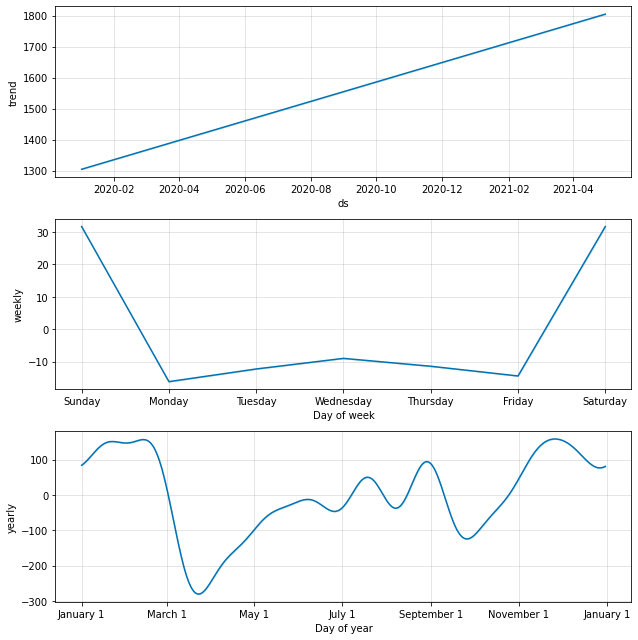 1800
1700
1600
1500
1400
1300
trend
2020-02 2020-04 2020-06 2020-08 2020-10 2020-12 2021-02 2021-04
ds
30
20
10
0
−10
weekly
Sunday Monday Tuesday Wednesday Thursday Friday Saturday
Day of week
100
0
−100
−200
−300
yearly
January 1 March 1 May 1 July 1 September 1 November 1 January 1
Day of year